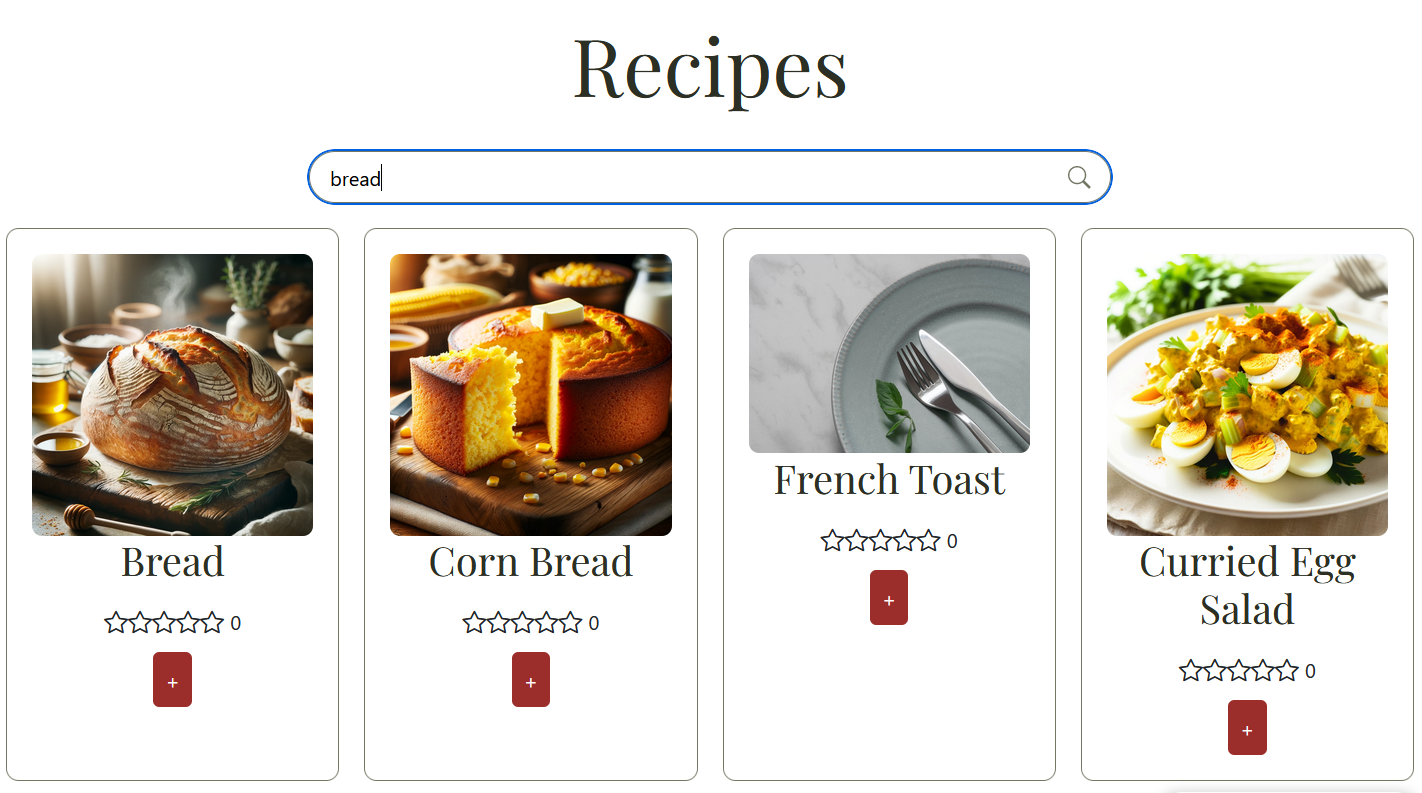 Recipes
bread
Bread
0
+
Corn Bread
0
+
French Toast
0
+
Curried Egg
Salad
0
+